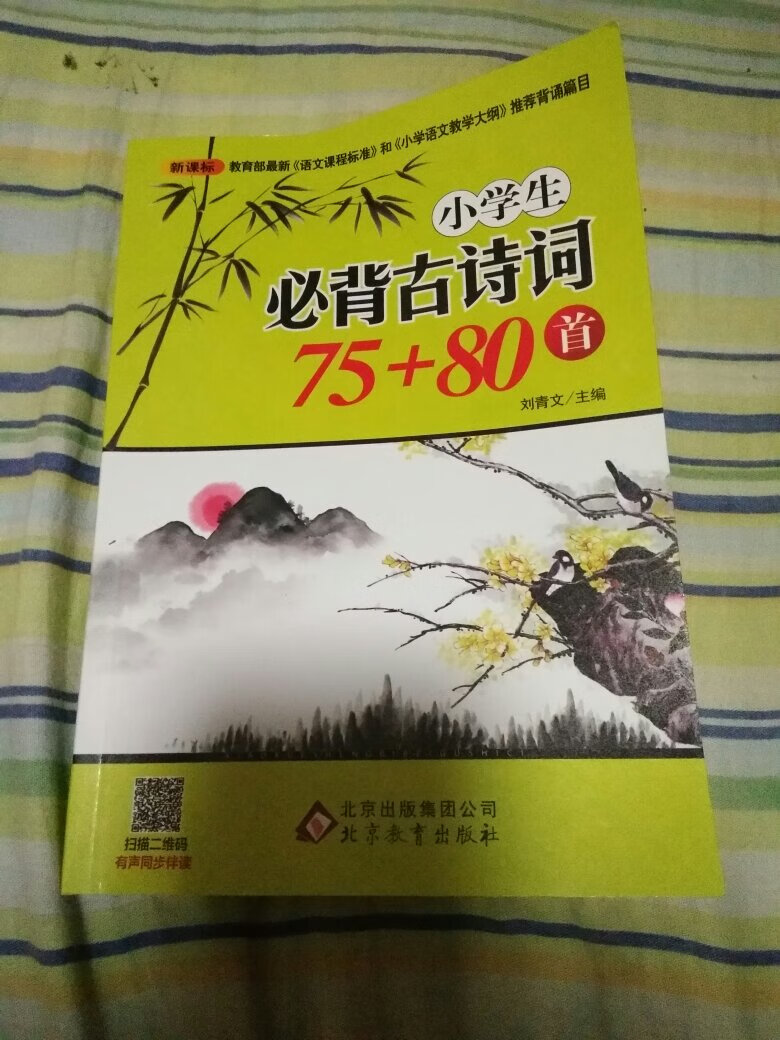 新课标 教育部最新《语文课程标准》和《小学语文教学大纲》推荐背诵篇目
小学生
必背古诗词
75+80首
刘青文/主编
北京出版集团公司
北京教育出版社
扫描二维码
有声同步伴读